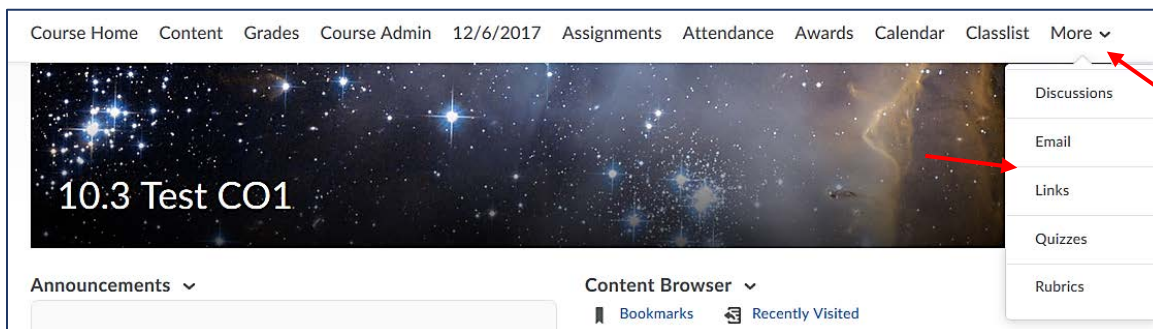 Course Home Content Grades Course Admin 12/6/2017 Assignments Attendance Awards Calendar Classlist More
Discussions
Email
Links
Quizzes
Rubrics
10.3 Test CO1
Announcements
Content Browser
Bookmarks Recently Visited